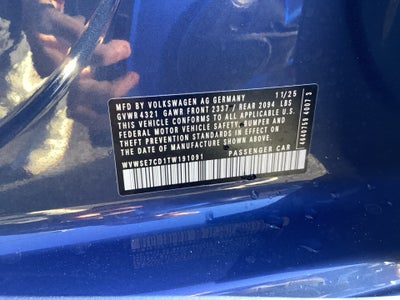 MFD BY VOLKSWAGEN AG GERMANY 11/25
GVWR 4321 GAWR FRONT 2337 / REAR 2094 LBS
THIS VEHICLE CONFORMS TO ALL APPLICABLE U.S.
FEDERAL MOTOR VEHICLE SAFETY, BUMPER AND
THEFT PREVENTION STANDARDS IN EFFECT ON THE
DATE OF MANUFACTURE SHOWN ABOVE
WVWSE7CD1TW191091 PASSENGER CAR